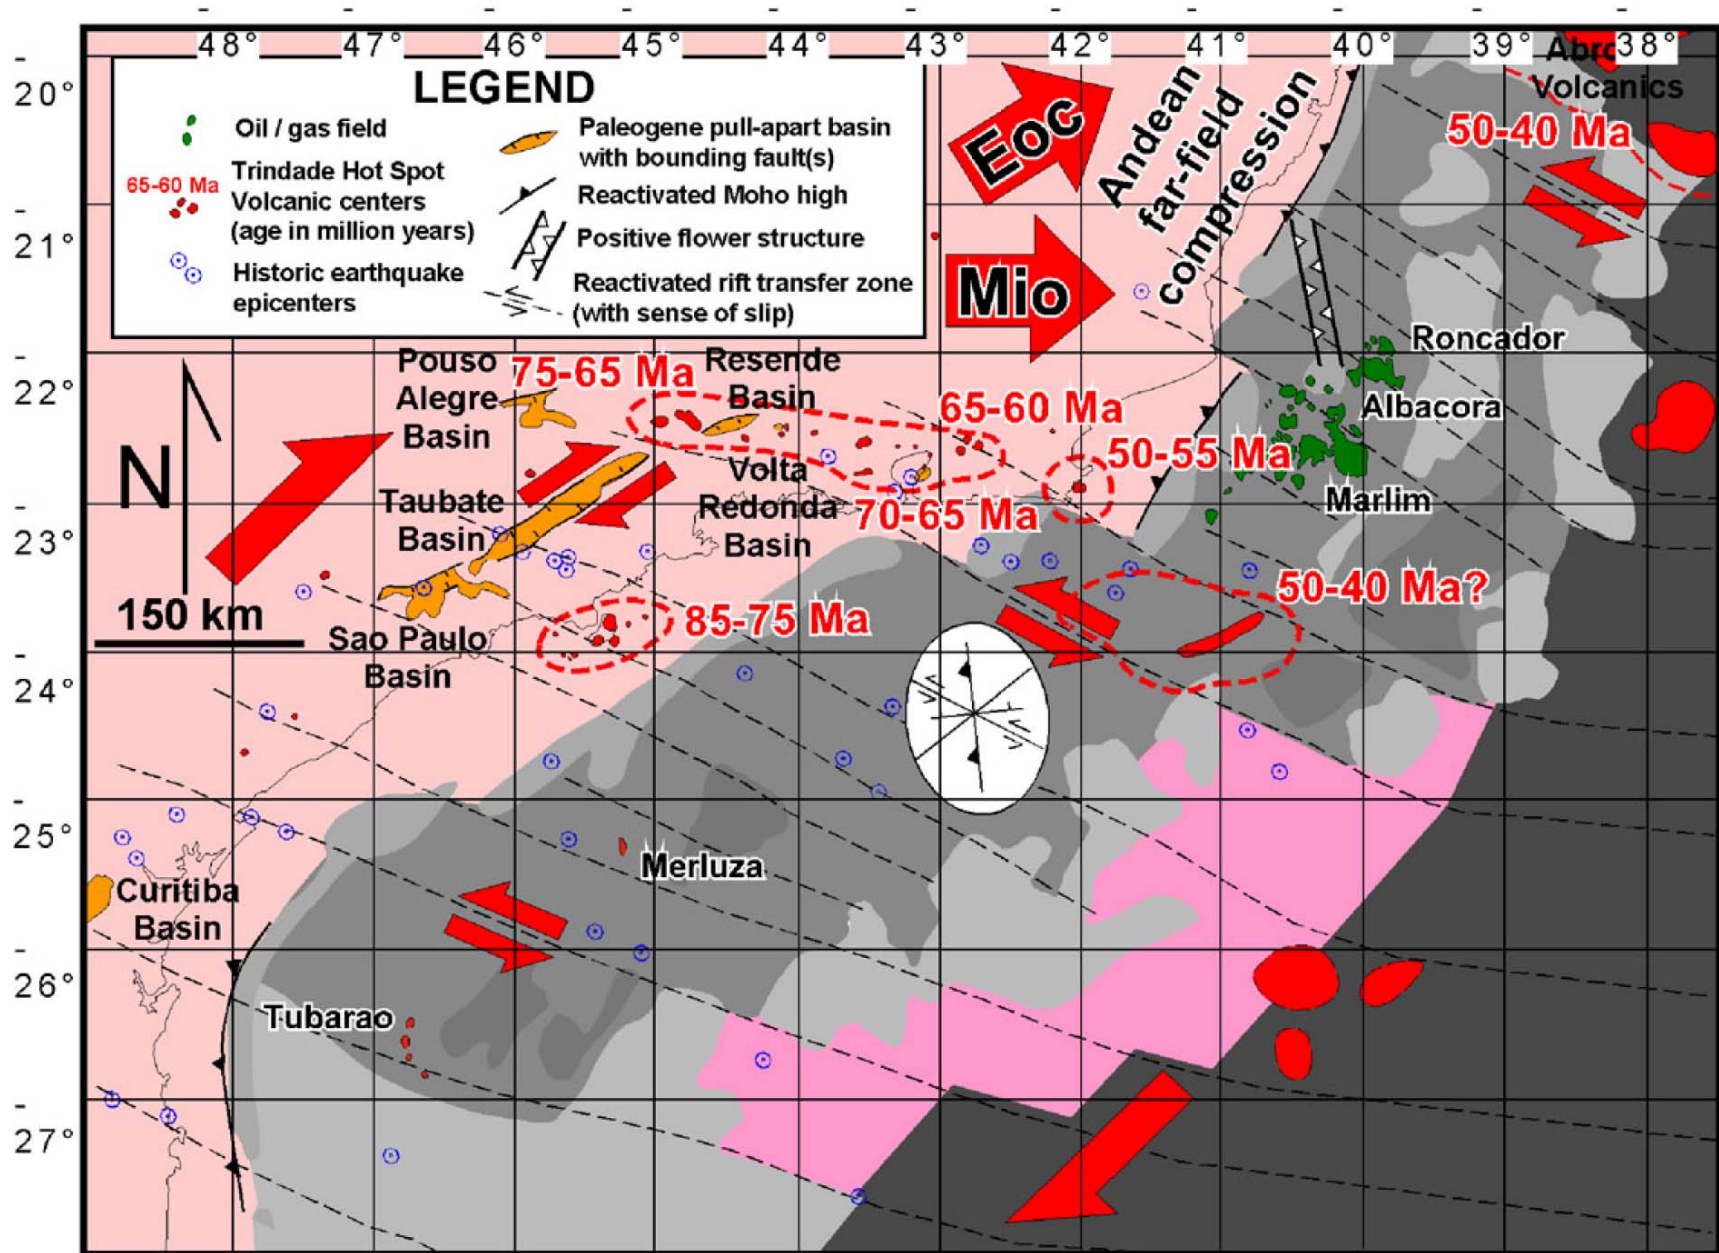 48° 47° 46° 45° 44° 43° 42° 41° 40° 39° 38°
LEGEND
Oil / gas field
65-60 Ma
Trindade Hot Spot
Volcanic centers
(age in million years)
Historic earthquake
epicenters
Paleogene pull-apart basin
with bounding fault(s)
Reactivated Moho high
Positive flower structure
Reactivated rift transfer zone
(with sense of slip)
Eoc
Mio
Andean
far-field
compression
Volcanics
50-40 Ma
20°
21°
22°
23°
24°
25°
26°
27°
N
150 km
Pouso
Alegre
Basin
75-65 Ma
Resende
Basin
65-60 Ma
50-55 Ma
Roncador
Albacora
Marlim
Taubate
Basin
Volta
Redonda
Basin
70-65 Ma
50-40 Ma?
Sao Paulo
Basin
85-75 Ma
Merluza
Curitiba
Basin
Tubarao